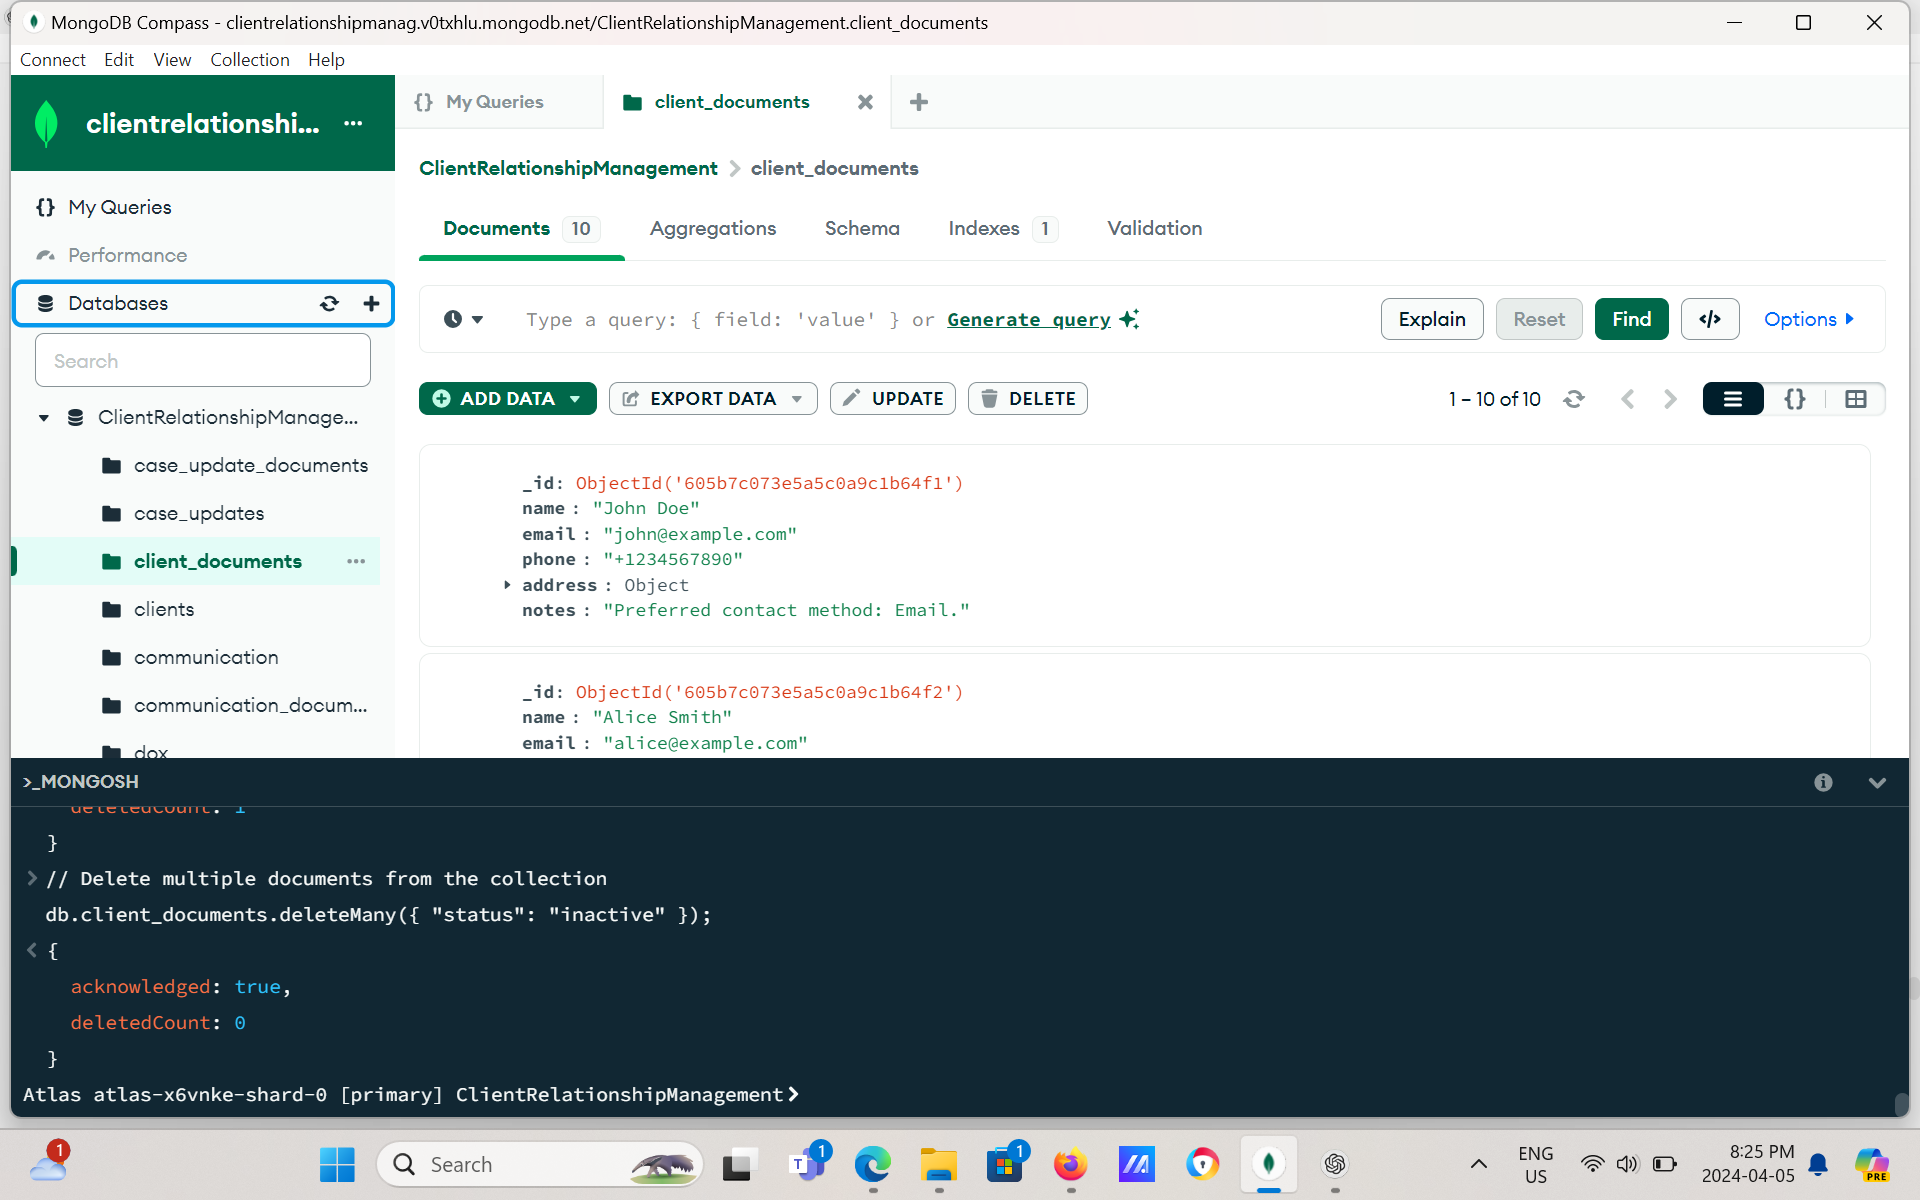 MongoDB Compass - clientrelationshipmanag.v0txhlu.mongodb.net/ClientRelationshipManagement.client_documents
Connect Edit View Collection Help
clientrelationshi... ...
{} My Queries
client_documents
My Queries
Performance
Databases
Search
ClientRelationshipManage...
case_update_documents
case_updates
client_documents ...
clients
communication
communication_docum...
dox
ClientRelationshipManagement > client_documents
Documents 10 Aggregations Schema Indexes 1 Validation
Type a query: { field: 'value' } or Generate query
Explain Reset Find </> Options
ADD DATA EXPORT DATA UPDATE DELETE
1 – 10 of 10
{}
_id: ObjectId('605b7c073e5a5c0a9c1b64f1')
name : "John Doe"
email : "john@example.com"
phone : "+1234567890"
address : Object
notes : "Preferred contact method: Email."
_id: ObjectId('605b7c073e5a5c0a9c1b64f2')
name : "Alice Smith"
email : "alice@example.com"
>_MONGOSH
deletedCount: 1
}
> // Delete multiple documents from the collection
db.client_documents.deleteMany({ "status": "inactive" });
< {
acknowledged: true,
deletedCount: 0
}
Atlas atlas-x6vnke-shard-0 [primary] ClientRelationshipManagement>
1
Search
T 1
1
ENG
US
8:25 PM
2024-04-05
PRE